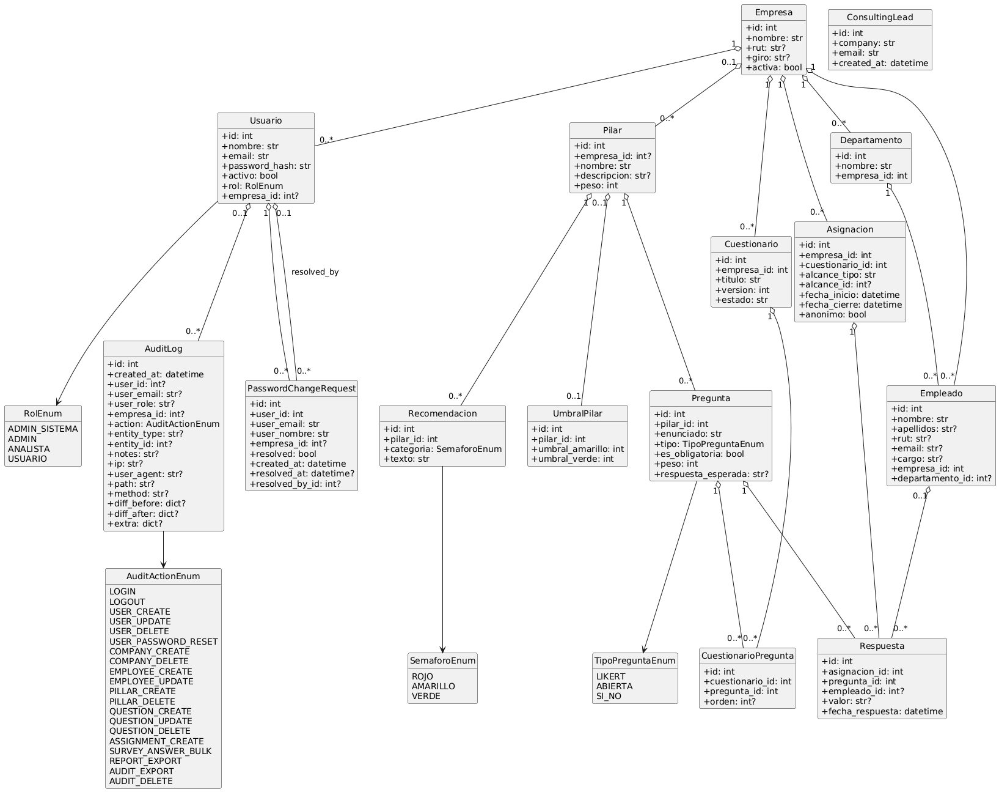 Empresa
+id: int
+nombre: str
+rut: str?
+giro: str?
+activa: bool
ConsultingLead
+id: int
+company: str
+email: str
+created_at: datetime
1
0..1
1
1
1
1
0..*
0..*
0..*
0..*
0..*
0..*
Usuario
+id: int
+nombre: str
+email: str
+password_hash: str
+activo: bool
+rol: RolEnum
+empresa_id: int?
Pilar
+id: int
+empresa_id: int?
+nombre: str
+descripcion: str?
+peso: int
Departamento
+id: int
+nombre: str
+empresa_id: int
0..1
1
0..1
1
0..1
1
1
resolved_by
Cuestionario
+id: int
+empresa_id: int
+titulo: str
+version: int
+estado: str
Asignacion
+id: int
+empresa_id: int
+cuestionario_id: int
+alcance_tipo: str
+alcance_id: int?
+fecha_inicio: datetime
+fecha_cierre: datetime
+anonimo: bool
1
1
0..*
0..*
0..*
0..*
0..1
0..*
0..*
RolEnum
ADMIN_SISTEMA
ADMIN
ANALISTA
USUARIO
AuditLog
+id: int
+created_at: datetime
+user_id: int?
+user_email: str?
+user_role: str?
+empresa_id: int?
+action: AuditActionEnum
+entity_type: str?
+entity_id: int?
+notes: str?
+ip: str?
+user_agent: str?
+path: str?
+method: str?
+diff_before: dict?
+diff_after: dict?
+extra: dict?
PasswordChangeRequest
+id: int
+user_id: int
+user_email: str
+user_nombre: str
+empresa_id: int?
+resolved: bool
+created_at: datetime
+resolved_at: datetime?
+resolved_by_id: int?
Recomendacion
+id: int
+pilar_id: int
+categoria: SemaforoEnum
+texto: str
UmbralPilar
+id: int
+pilar_id: int
+umbral_amarillo: int
+umbral_verde: int
Pregunta
+id: int
+pilar_id: int
+enunciado: str
+tipo: TipoPreguntaEnum
+es_obligatoria: bool
+peso: int
+respuesta_esperada: str?
Empleado
+id: int
+nombre: str
+apellidos: str?
+rut: str?
+email: str?
+cargo: str?
+empresa_id: int
+departamento_id: int?
1
1
0..1
0..*
0..*
0..*
0..*
0..*
AuditActionEnum
LOGIN
LOGOUT
USER_CREATE
USER_UPDATE
USER_DELETE
USER_PASSWORD_RESET
COMPANY_CREATE
COMPANY_DELETE
EMPLOYEE_CREATE
EMPLOYEE_UPDATE
PILLAR_CREATE
PILLAR_DELETE
QUESTION_CREATE
QUESTION_UPDATE
QUESTION_DELETE
ASSIGNMENT_CREATE
SURVEY_ANSWER_BULK
REPORT_EXPORT
AUDIT_EXPORT
AUDIT_DELETE
SemaforoEnum
ROJO
AMARILLO
VERDE
TipoPreguntaEnum
LIKERT
ABIERTA
SI_NO
CuestionarioPregunta
+id: int
+cuestionario_id: int
+pregunta_id: int
+orden: int?
Respuesta
+id: int
+asignacion_id: int
+pregunta_id: int
+empleado_id: int?
+valor: str?
+fecha_respuesta: datetime